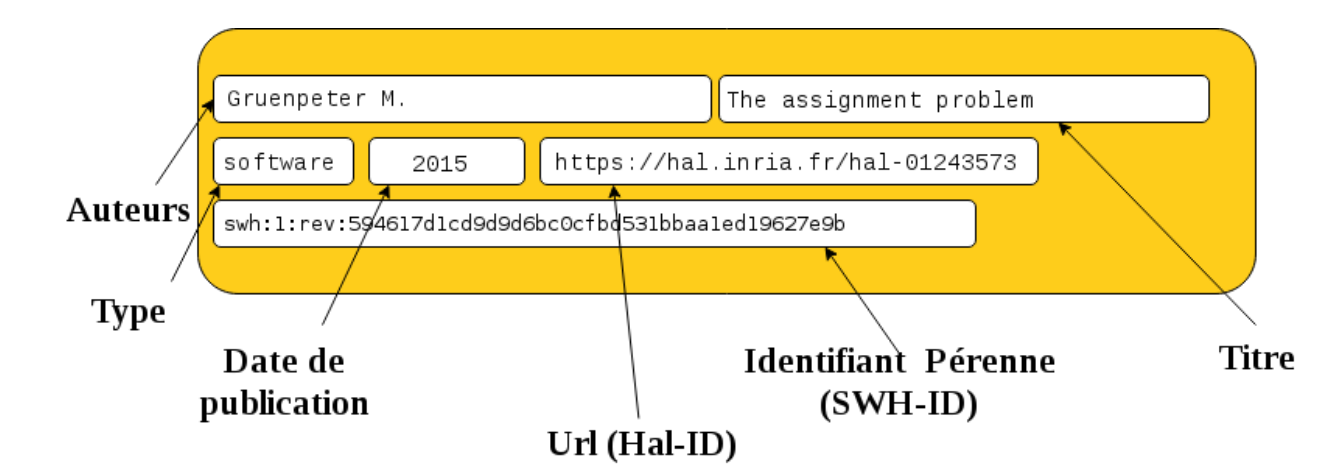 Gruenpeter M.
The assignment problem
software
2015
https://hal.inria.fr/hal-01243573
swh:1:rev:594617d1cd9d9d6bc0cfbd531bbaa1ed19627e9b
Auteurs
Type
Date de
publication
Url (Hal-ID)
Identifiant Pérenne
(SWH-ID)
Titre